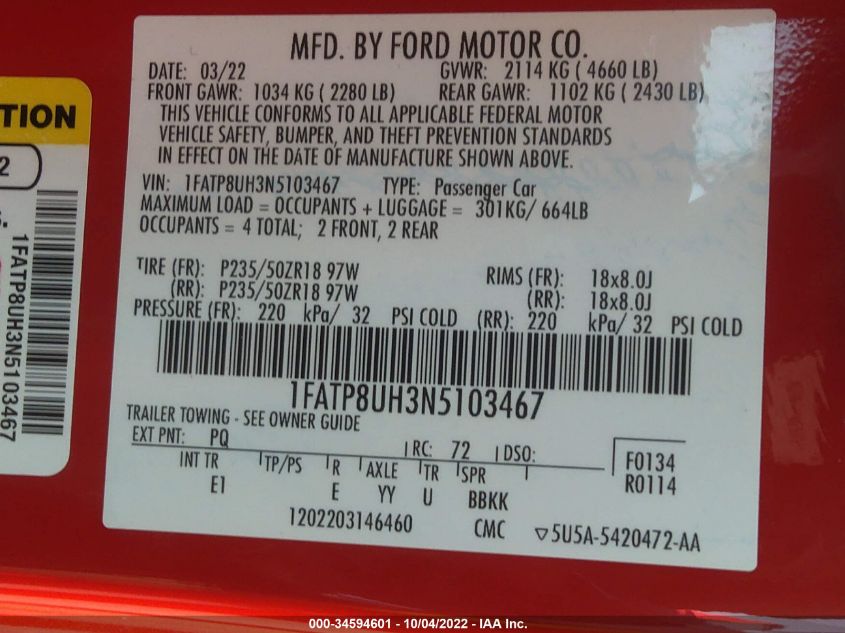 MFD. BY FORD MOTOR CO.
DATE: 03/22 GVWR: 2114 KG ( 4660 LB)
FRONT GAWR: 1034 KG ( 2280 LB) REAR GAWR: 1102 KG ( 2430 LB)
THIS VEHICLE CONFORMS TO ALL APPLICABLE FEDERAL MOTOR
VEHICLE SAFETY, BUMPER, AND THEFT PREVENTION STANDARDS
IN EFFECT ON THE DATE OF MANUFACTURE SHOWN ABOVE.
VIN: 1FATP8UH3N5103467 TYPE: Passenger Car
MAXIMUM LOAD = OCCUPANTS + LUGGAGE = 301KG/ 664LB
OCCUPANTS = 4 TOTAL; 2 FRONT, 2 REAR
TIRE (FR): P235/50ZR18 97W RIMS (FR): 18x8.0J
(RR): P235/50ZR18 97W (RR): 18x8.0J
PRESSURE (FR): 220 kPa/ 32 PSI COLD (RR): 220 kPa/ 32 PSI COLD
1FATP8UH3N5103467
TRAILER TOWING - SEE OWNER GUIDE
EXT PNT: PQ RC: 72 DSO: F0134
R0114
INT TR TP/PS R AXLE TR SPR
E1 E YY U BBKK
1202203146460 CMC ▽5U5A-5420472-AA
TION
2
1FATP8UH3N5103467
000-34594601 - 10/04/2022 - IAA Inc.